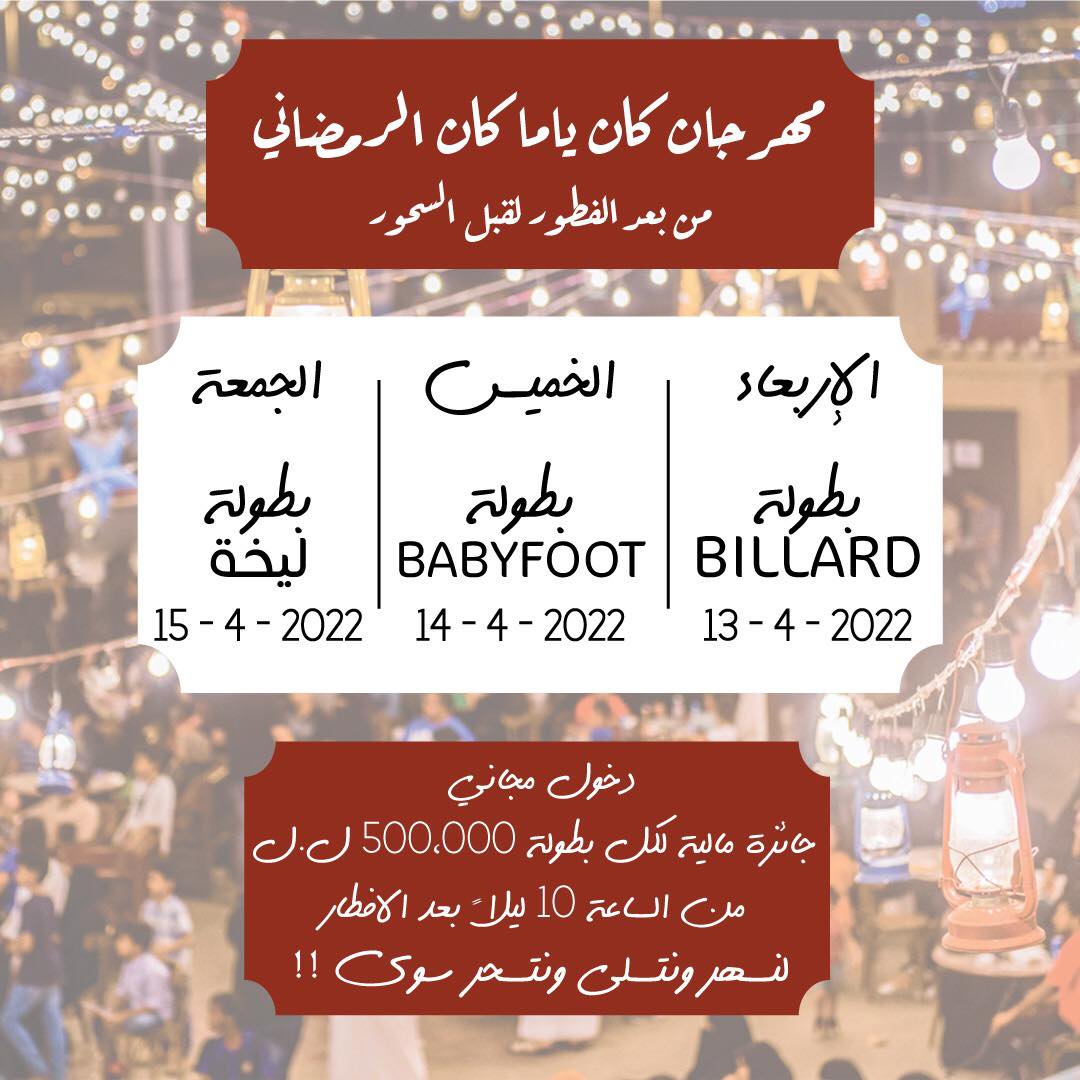 مهرجان كان ياما كان الرمضاني
من بعد الفطور لقبل السحور
الإربعاء
بطولة
BILLARD
13 - 4 - 2022
الخميس
بطولة
BABYFOOT
14 - 4 - 2022
الجمعة
بطولة
ليخة
15 - 4 - 2022
دخول مجاني
جائزة مالية لكل بطولة 500،000 ل.ل
من الساعة 10 ليلاً بعد الافطار
لنسهر ونتسلى ونتسحر سوى !!